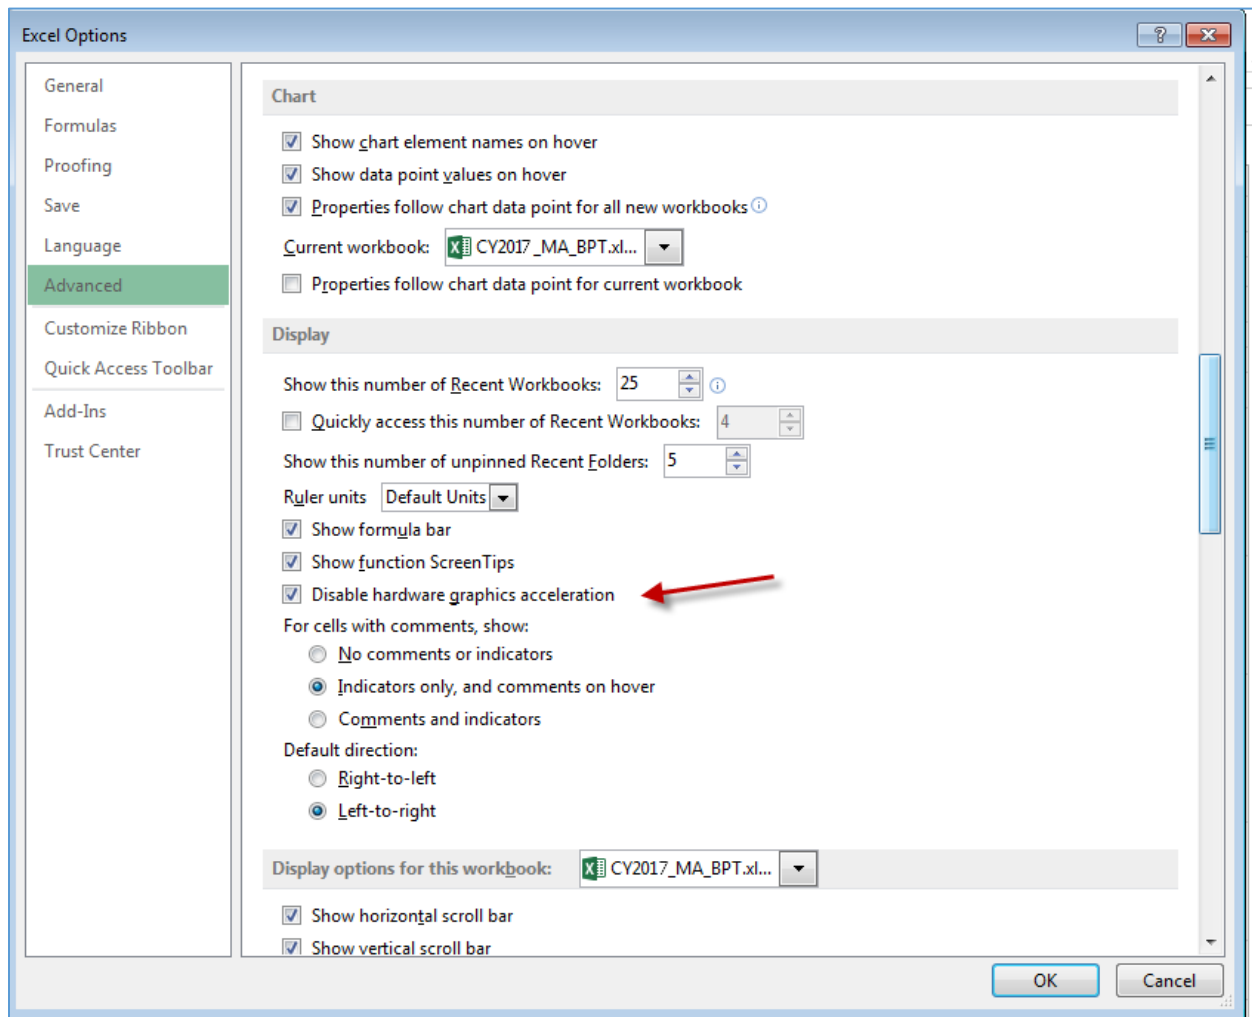 Excel Options
General
Formulas
Proofing
Save
Language
Advanced
Customize Ribbon
Quick Access Toolbar
Add-Ins
Trust Center
Chart
Show chart element names on hover
Show data point values on hover
Properties follow chart data point for all new workbooks
Current workbook: CY2017_MA_BPT.xl...
Properties follow chart data point for current workbook
Display
Show this number of Recent Workbooks: 25
Quickly access this number of Recent Workbooks: 4
Show this number of unpinned Recent Folders: 5
Ruler units Default Units
Show formula bar
Show function ScreenTips
Disable hardware graphics acceleration
For cells with comments, show:
No comments or indicators
Indicators only, and comments on hover
Comments and indicators
Default direction:
Right-to-left
Left-to-right
Display options for this workbook: CY2017_MA_BPT.xl...
Show horizontal scroll bar
Show vertical scroll bar
OK Cancel